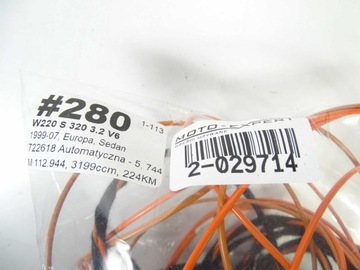 #280
1-113
W220 S 320 3.2 V6
1999-07, Europa, Sedan
722618 Automatyczna - 5, 744
M 112.944, 3199ccm, 224KM
MOTO-EXPERT
2-029714